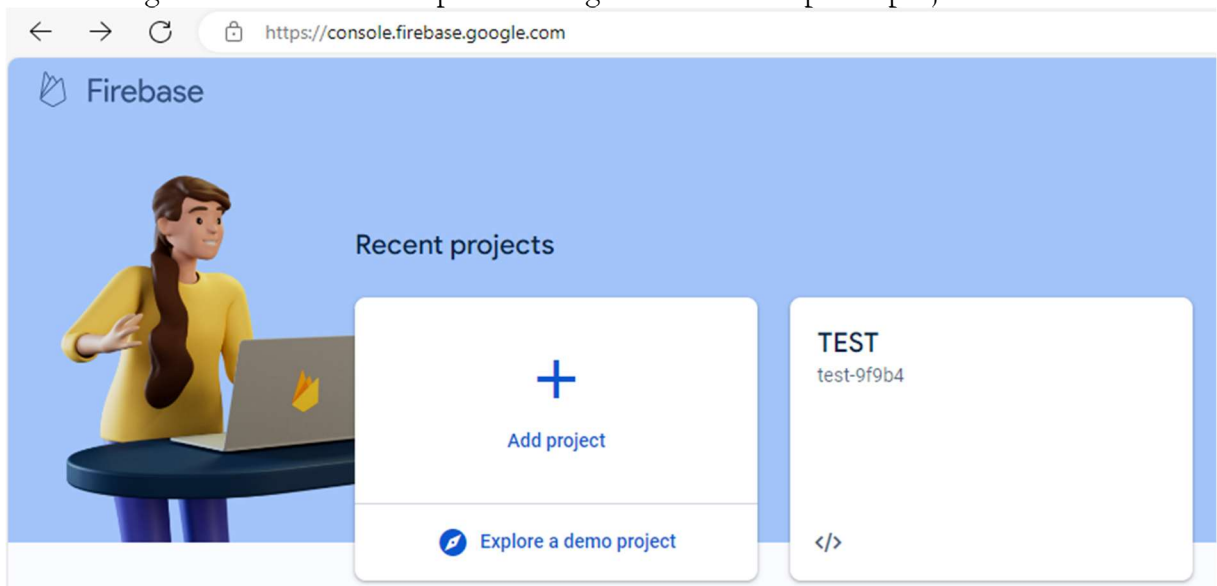 https://console.firebase.google.com
Firebase
Recent projects
Add project
TEST
test-9f9b4
Explore a demo project
</>